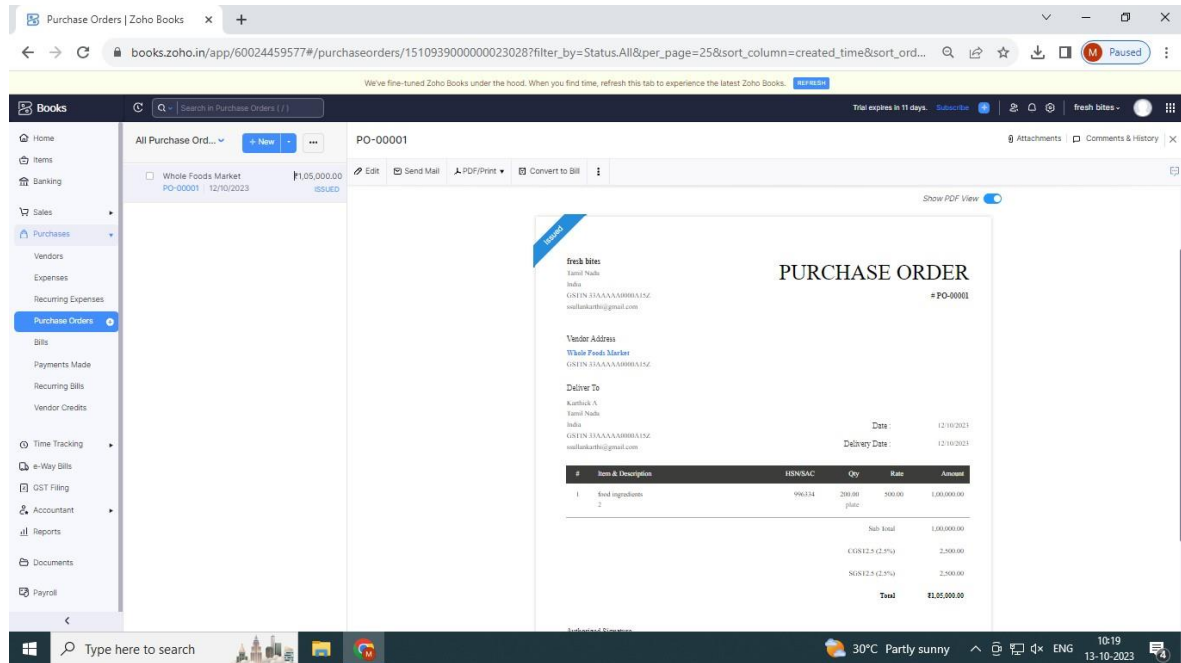 Purchase Orders | Zoho Books
books.zoho.in/app/60024459577#/purchaseorders/1510939000000023028?filter_by=Status.All&per_page=25&sort_column=created_time&sort_ord...
M Paused
We've fine-tuned Zoho Books under the hood. When you find time, refresh this tab to experience the latest Zoho Books. REFRESH
Books
Search in Purchase Orders ( / )
Trial expires in 11 days. Subscribe
fresh bites
Home
Items
Banking
Sales
Purchases
Vendors
Expenses
Recurring Expenses
Purchase Orders
Bills
Payments Made
Recurring Bills
Vendor Credits
Time Tracking
e-Way Bills
GST Filing
Accountant
Reports
Documents
Payroll
All Purchase Ord...
+ New
Whole Foods Market ₹1,05,000.00
PO-00001 12/10/2023 ISSUED
PO-00001
Attachments Comments & History
Edit Send Mail PDF/Print Convert to Bill
Show PDF View
Issued
fresh bites
Tamil Nadu
India
GSTIN 33AAAAA0000A15Z
PURCHASE ORDER
# PO-00001
Vendor Address
Whole Foods Market
GSTIN 33AAAAA0000A15Z
Deliver To
Karthick A
Tamil Nadu
India
GSTIN 33AAAAA0000A15Z
Date : 12/10/2023
Delivery Date : 12/10/2023
# Item & Description HSN/SAC Qty Rate Amount
1 food ingredients 996334 200.00 500.00 1,00,000.00
2 plate
Sub Total 1,00,000.00
CGST2.5 (2.5%) 2,500.00
SGST2.5 (2.5%) 2,500.00
Total ₹1,05,000.00
Authorized Signature
Type here to search
30°C Partly sunny
ENG
10:19
13-10-2023
4